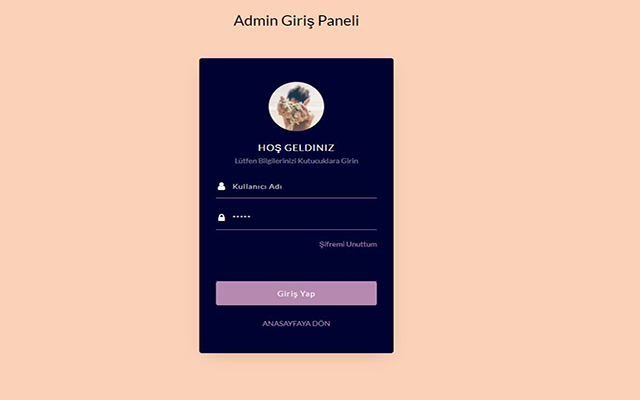 Admin Giriş Paneli
HOŞ GELDINIZ
Lütfen Bilgilerinizi Kutucuklara Girin
Kullanıcı Adı
*****
Şifremi Unuttum
Giriş Yap
ANASAYFAYA DÖN